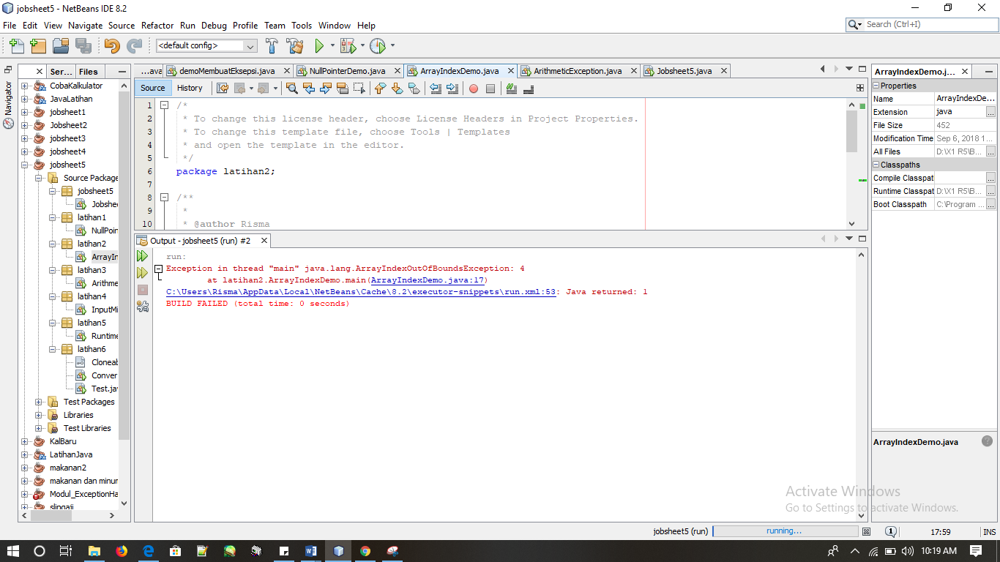 jobsheet5 - NetBeans IDE 8.2
File Edit View Navigate Source Refactor Run Debug Profile Team Tools Window Help
Search (Ctrl+I)
<default config>
Navigator
Ser... Files
CobaKalkulator
JavaLatihan
jobsheet1
Jobsheet2
jobsheet3
jobsheet4
jobsheet5
Source Package
jobsheet5
Jobshe
latihan1
NullPoin
latihan2
ArrayIn
latihan3
Arithme
latihan4
InputMi
latihan5
Runtime
latihan6
Cloneab
Conver
Test.ja
Test Packages
Libraries
Test Libraries
KalBaru
LatihanJava
makanan2
makanan dan minur
Modul_ExceptionHa
slipgaji
...ava demoMembuatEksepsi.java NullPointerDemo.java ArrayIndexDemo.java ArithmeticException.java Jobsheet5.java
Source History
1 /*
2 * To change this license header, choose License Headers in Project Properties.
3 * To change this template file, choose Tools | Templates
4 * and open the template in the editor.
5 */
6 package latihan2;
7
8 /**
9 *
10 * @author Risma
Output - jobsheet5 (run) #2
run:
Exception in thread "main" java.lang.ArrayIndexOutOfBoundsException: 4
at latihan2.ArrayIndexDemo.main(ArrayIndexDemo.java:17)
C:\Users\Risma\AppData\Local\NetBeans\Cache\8.2\executor-snippets\run.xml:53: Java returned: 1
BUILD FAILED (total time: 0 seconds)
ArrayIndexDemo.j...
Properties
Name ArrayIndexDe...
Extension java ...
File Size 452
Modification Time Sep 6, 2018 1...
All Files D:\X1 R5\B... ...
Classpaths
Compile Classpat ...
Runtime Classpat D:\X1 R5\B... ...
Boot Classpath C:\Program ... ...
ArrayIndexDemo.java
Activate Windows
Go to Settings to activate Windows.
jobsheet5 (run) running... 1 17:59 INS
10:19 AM